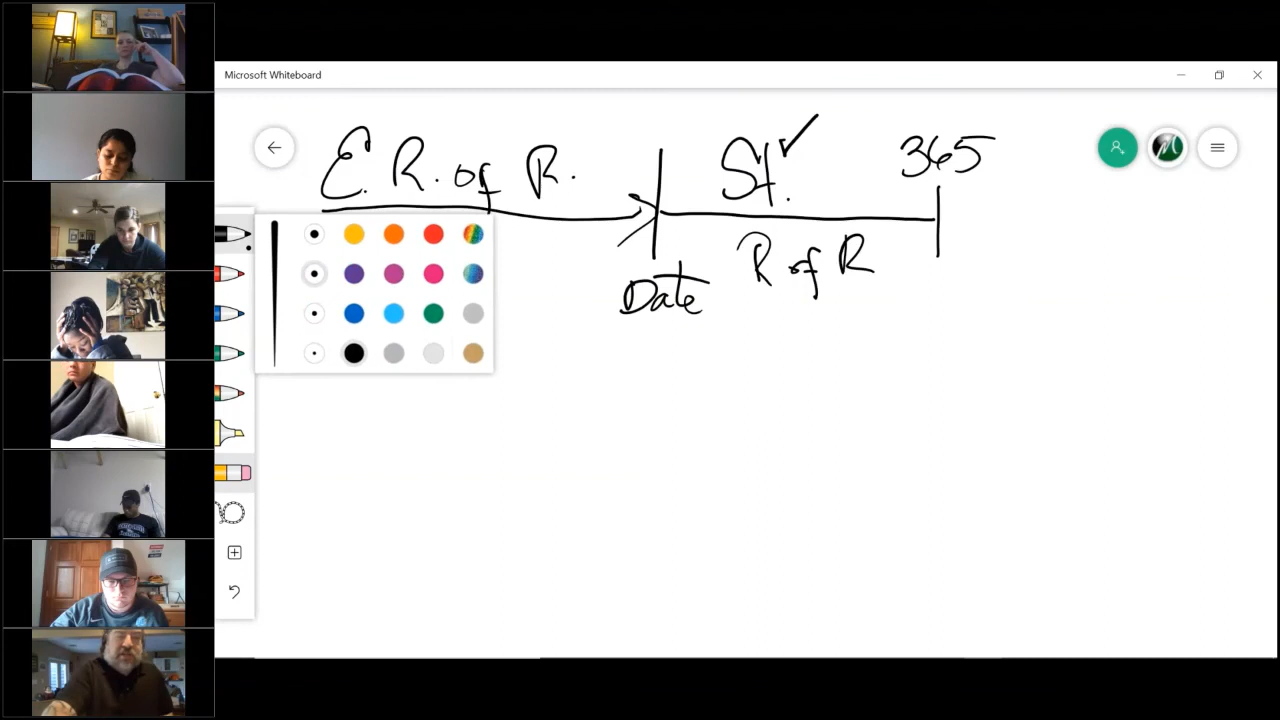 Microsoft Whiteboard
E. R. of R.
St.
365
R of R
Date